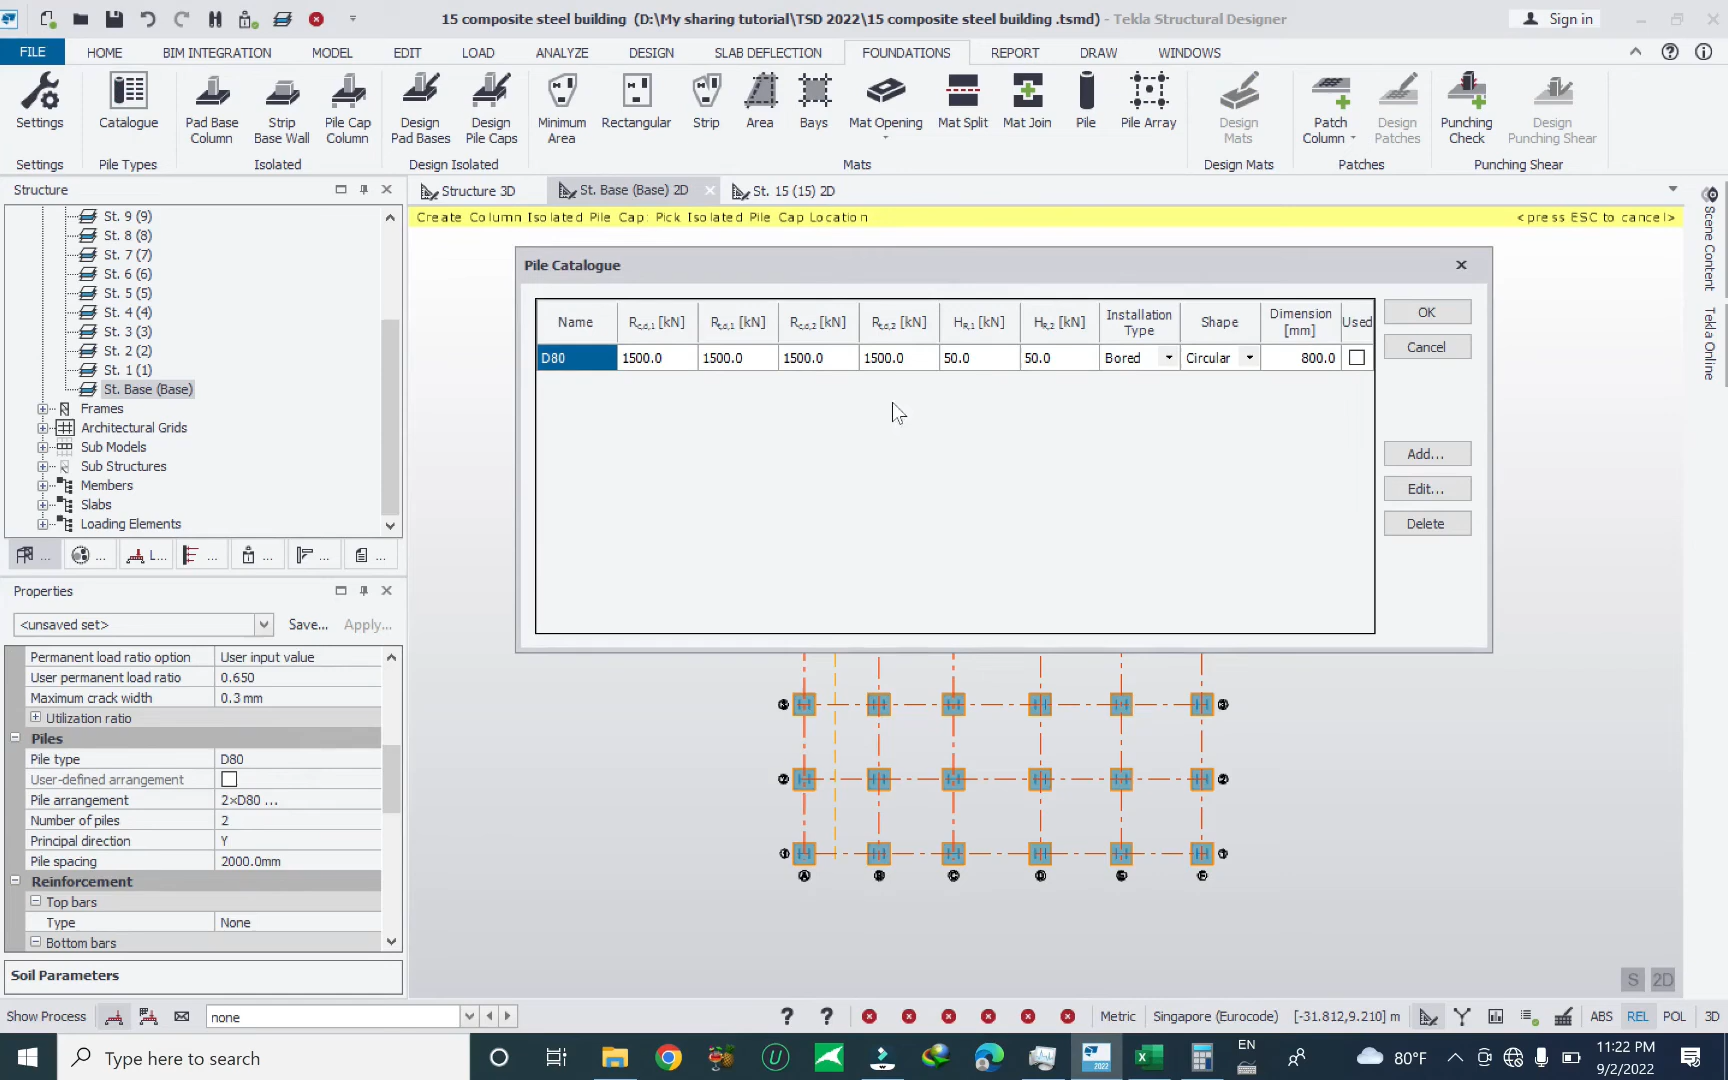 15 composite steel building (D:\My sharing tutorial\TSD 2022\15 composite steel building .tsmd) - Tekla Structural Designer
Sign in
FILE HOME BIM INTEGRATION MODEL EDIT LOAD ANALYZE DESIGN SLAB DEFLECTION FOUNDATIONS REPORT DRAW WINDOWS
Settings
Catalogue
Pad Base Column
Strip Base Wall
Pile Cap Column
Design Pad Bases
Design Pile Caps
Minimum Area
Rectangular
Strip
Area
Bays
Mat Opening
Mat Split
Mat Join
Pile
Pile Array
Design Mats
Patch Column
Design Patches
Punching Check
Design Punching Shear
Settings Pile Types Isolated Design Isolated Mats Design Mats Patches Punching Shear
Structure
Structure 3D
St. Base (Base) 2D
St. 15 (15) 2D
Create Column Isolated Pile Cap: Pick Isolated Pile Cap Location
<press ESC to cancel>
St. 9 (9)
St. 8 (8)
St. 7 (7)
St. 6 (6)
St. 5 (5)
St. 4 (4)
St. 3 (3)
St. 2 (2)
St. 1 (1)
St. Base (Base)
Frames
Architectural Grids
Sub Models
Sub Structures
Members
Slabs
Loading Elements
... ... L... ... ... ... ...
Pile Catalogue
Name Rc,d,1 [kN] Rt,d,1 [kN] Rc,d,2 [kN] Rt,d,2 [kN] HR,1 [kN] HR,2 [kN] Installation Type Shape Dimension [mm] Used
D80 1500.0 1500.0 1500.0 1500.0 50.0 50.0 Bored Circular 800.0
OK
Cancel
Add...
Edit...
Delete
Scene Content
Tekla Online
Properties
<unsaved set>
Save...
Apply...
Permanent load ratio option User input value
User permanent load ratio 0.650
Maximum crack width 0.3 mm
Utilization ratio
Piles
Pile type D80
User-defined arrangement
Pile arrangement 2×D80 ...
Number of piles 2
Principal direction Y
Pile spacing 2000.0mm
Reinforcement
Top bars
Type None
Bottom bars
Soil Parameters
S 2D
Show Process
none
Metric
Singapore (Eurocode)
[-31.812,9.210] m
ABS REL POL 3D
Type here to search
2022
EN
80°F
11:22 PM
9/2/2022